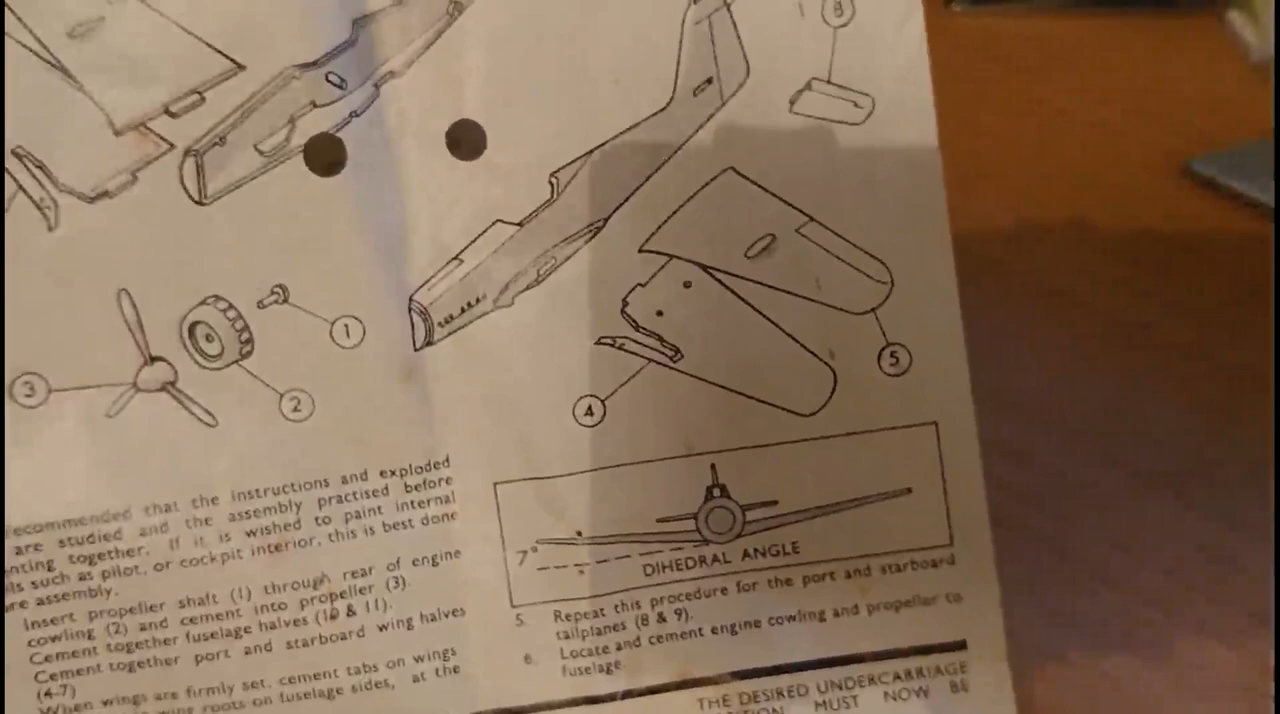 8
1
2
3
4
5
recommended that the instructions and exploded
are studied and the assembly practised before
together. If it is wished to paint internal
such as pilot, or cockpit interior, this is best done
assembly.
Insert propeller shaft (1) through rear of engine
cowling (2) and cement into propeller (3).
Cement together fuselage halves (10 & 11).
Cement together port and starboard wing halves
(4-7)
When wings are firmly set, cement tabs on wings
wing roots on fuselage sides, at the
7°
DIHEDRAL ANGLE
5. Repeat this procedure for the port and starboard
tailplanes (8 & 9).
6. Locate and cement engine cowling and propeller to
fuselage.
THE DESIRED UNDERCARRIAGE
MUST NOW BE